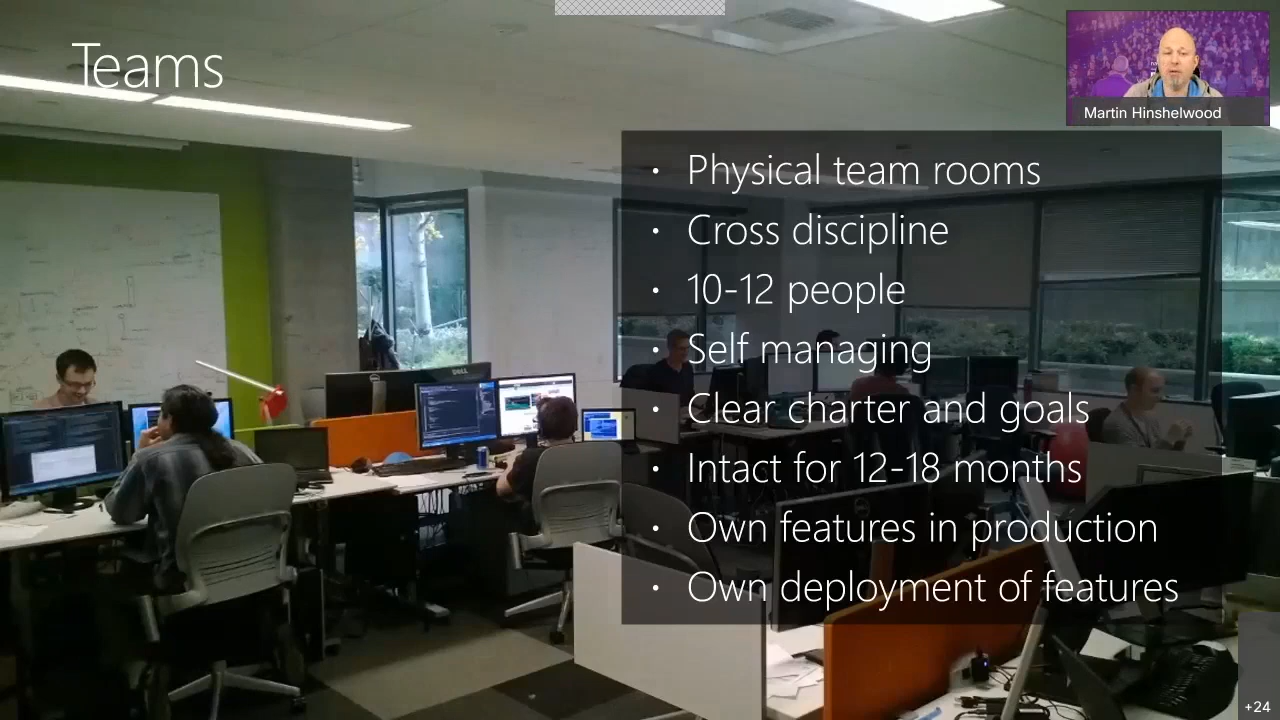 Teams
Martin Hinshelwood
• Physical team rooms
• Cross discipline
• 10-12 people
• Self managing
• Clear charter and goals
• Intact for 12-18 months
• Own features in production
• Own deployment of features
DELL
+24